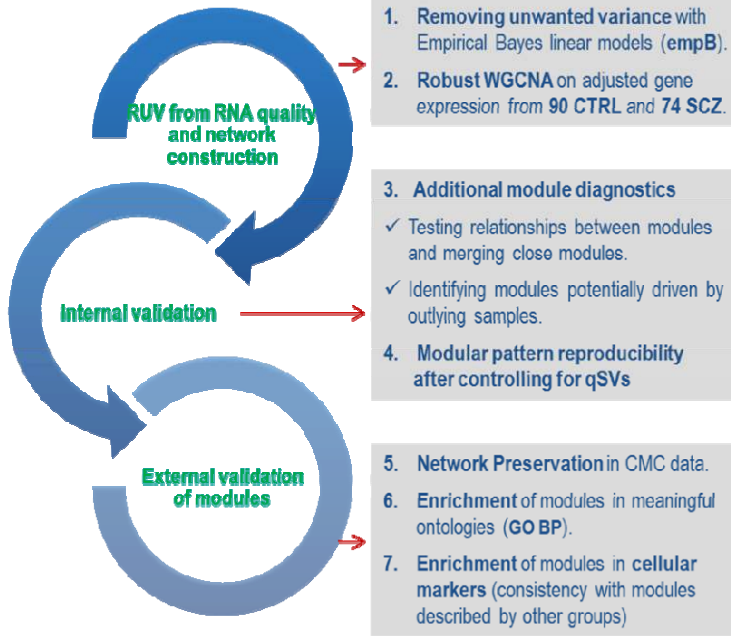 RUV from RNA quality
and network
construction
1. Removing unwanted variance with
Empirical Bayes linear models (empB).
2. Robust WGCNA on adjusted gene
expression from 90 CTRL and 74 SCZ.
Internal validation
3. Additional module diagnostics
✓ Testing relationships between modules
and merging close modules.
✓ Identifying modules potentially driven by
outlying samples.
4. Modular pattern reproducibility
after controlling for qSVs
External validation
of modules
5. Network Preservation in CMC data.
6. Enrichment of modules in meaningful
ontologies (GO BP).
7. Enrichment of modules in cellular
markers (consistency with modules
described by other groups)